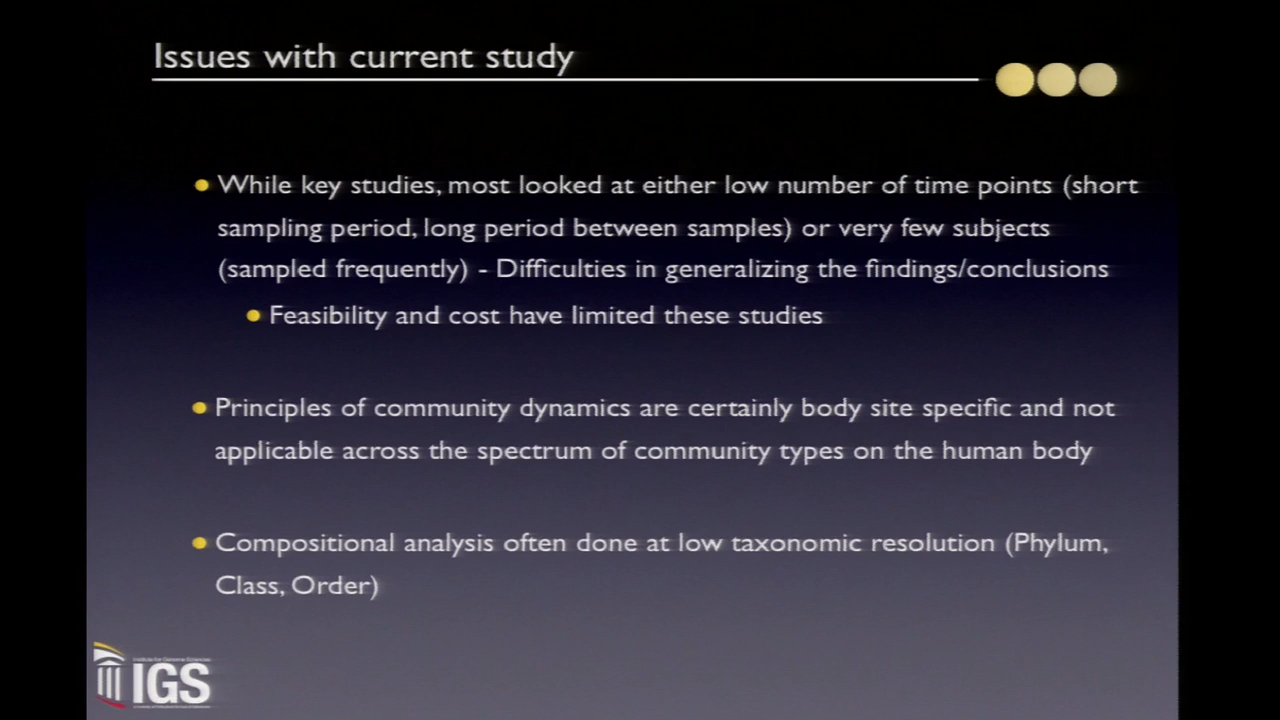 Issues with current study
While key studies, most looked at either low number of time points (short
sampling period, long period between samples) or very few subjects
(sampled frequently) - Difficulties in generalizing the findings/conclusions
Feasibility and cost have limited these studies
Principles of community dynamics are certainly body site specific and not
applicable across the spectrum of community types on the human body
Compositional analysis often done at low taxonomic resolution (Phylum,
Class, Order)
Institute for Genome Sciences
IGS